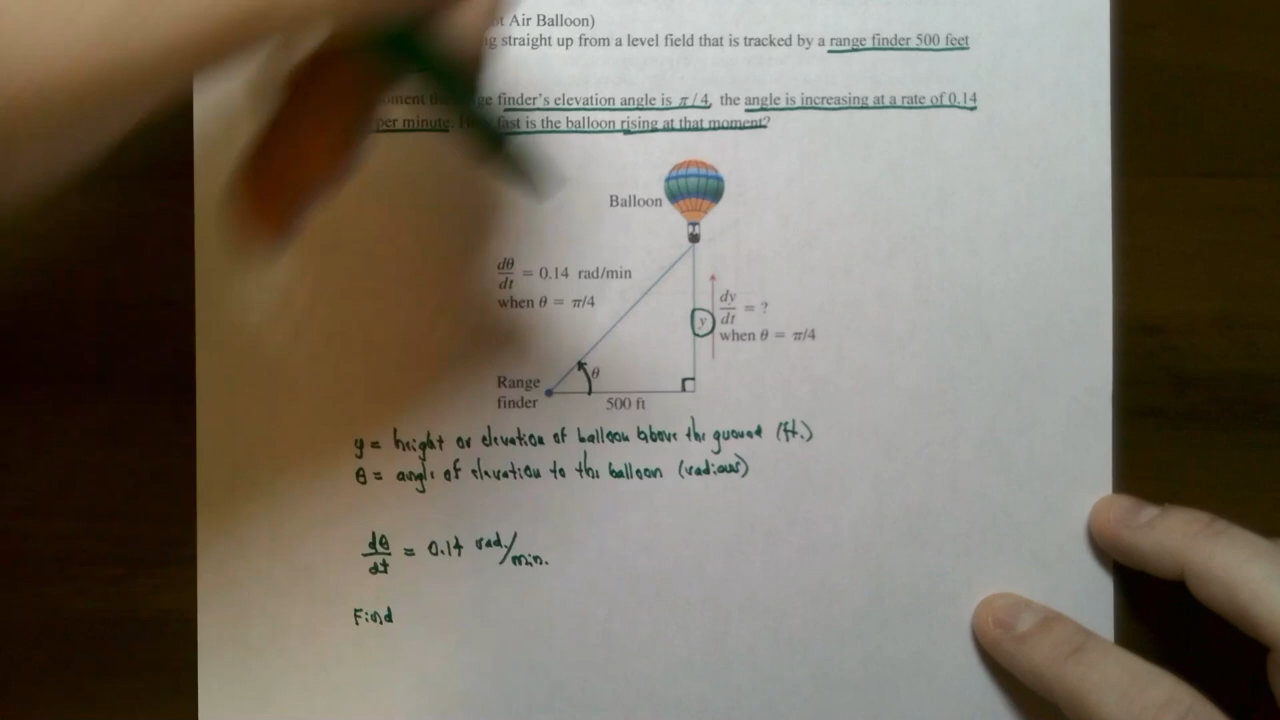 Air Balloon)
straight up from a level field that is tracked by a range finder 500 feet
finder's elevation angle is π/4, the angle is increasing at a rate of 0.14
per minute. fast is the balloon rising at that moment?
Balloon
dθ/dt = 0.14 rad/min
when θ = π/4
y
dy/dt = ?
when θ = π/4
θ
Range
finder
500 ft
y = height or elevation of balloon above the ground (ft.)
θ = angle of elevation to the balloon (radians)
dθ/dt = 0.14 rad./min.
Find